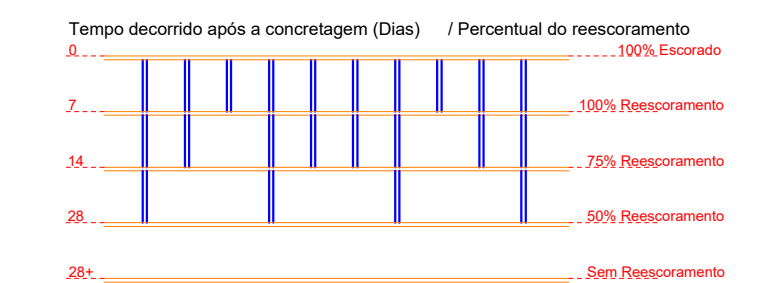 Tempo decorrido após a concretagem (Dias) / Percentual do reescoramento
0 100% Escorado
7 100% Reescoramento
14 75% Reescoramento
28 50% Reescoramento
28+ Sem Reescoramento